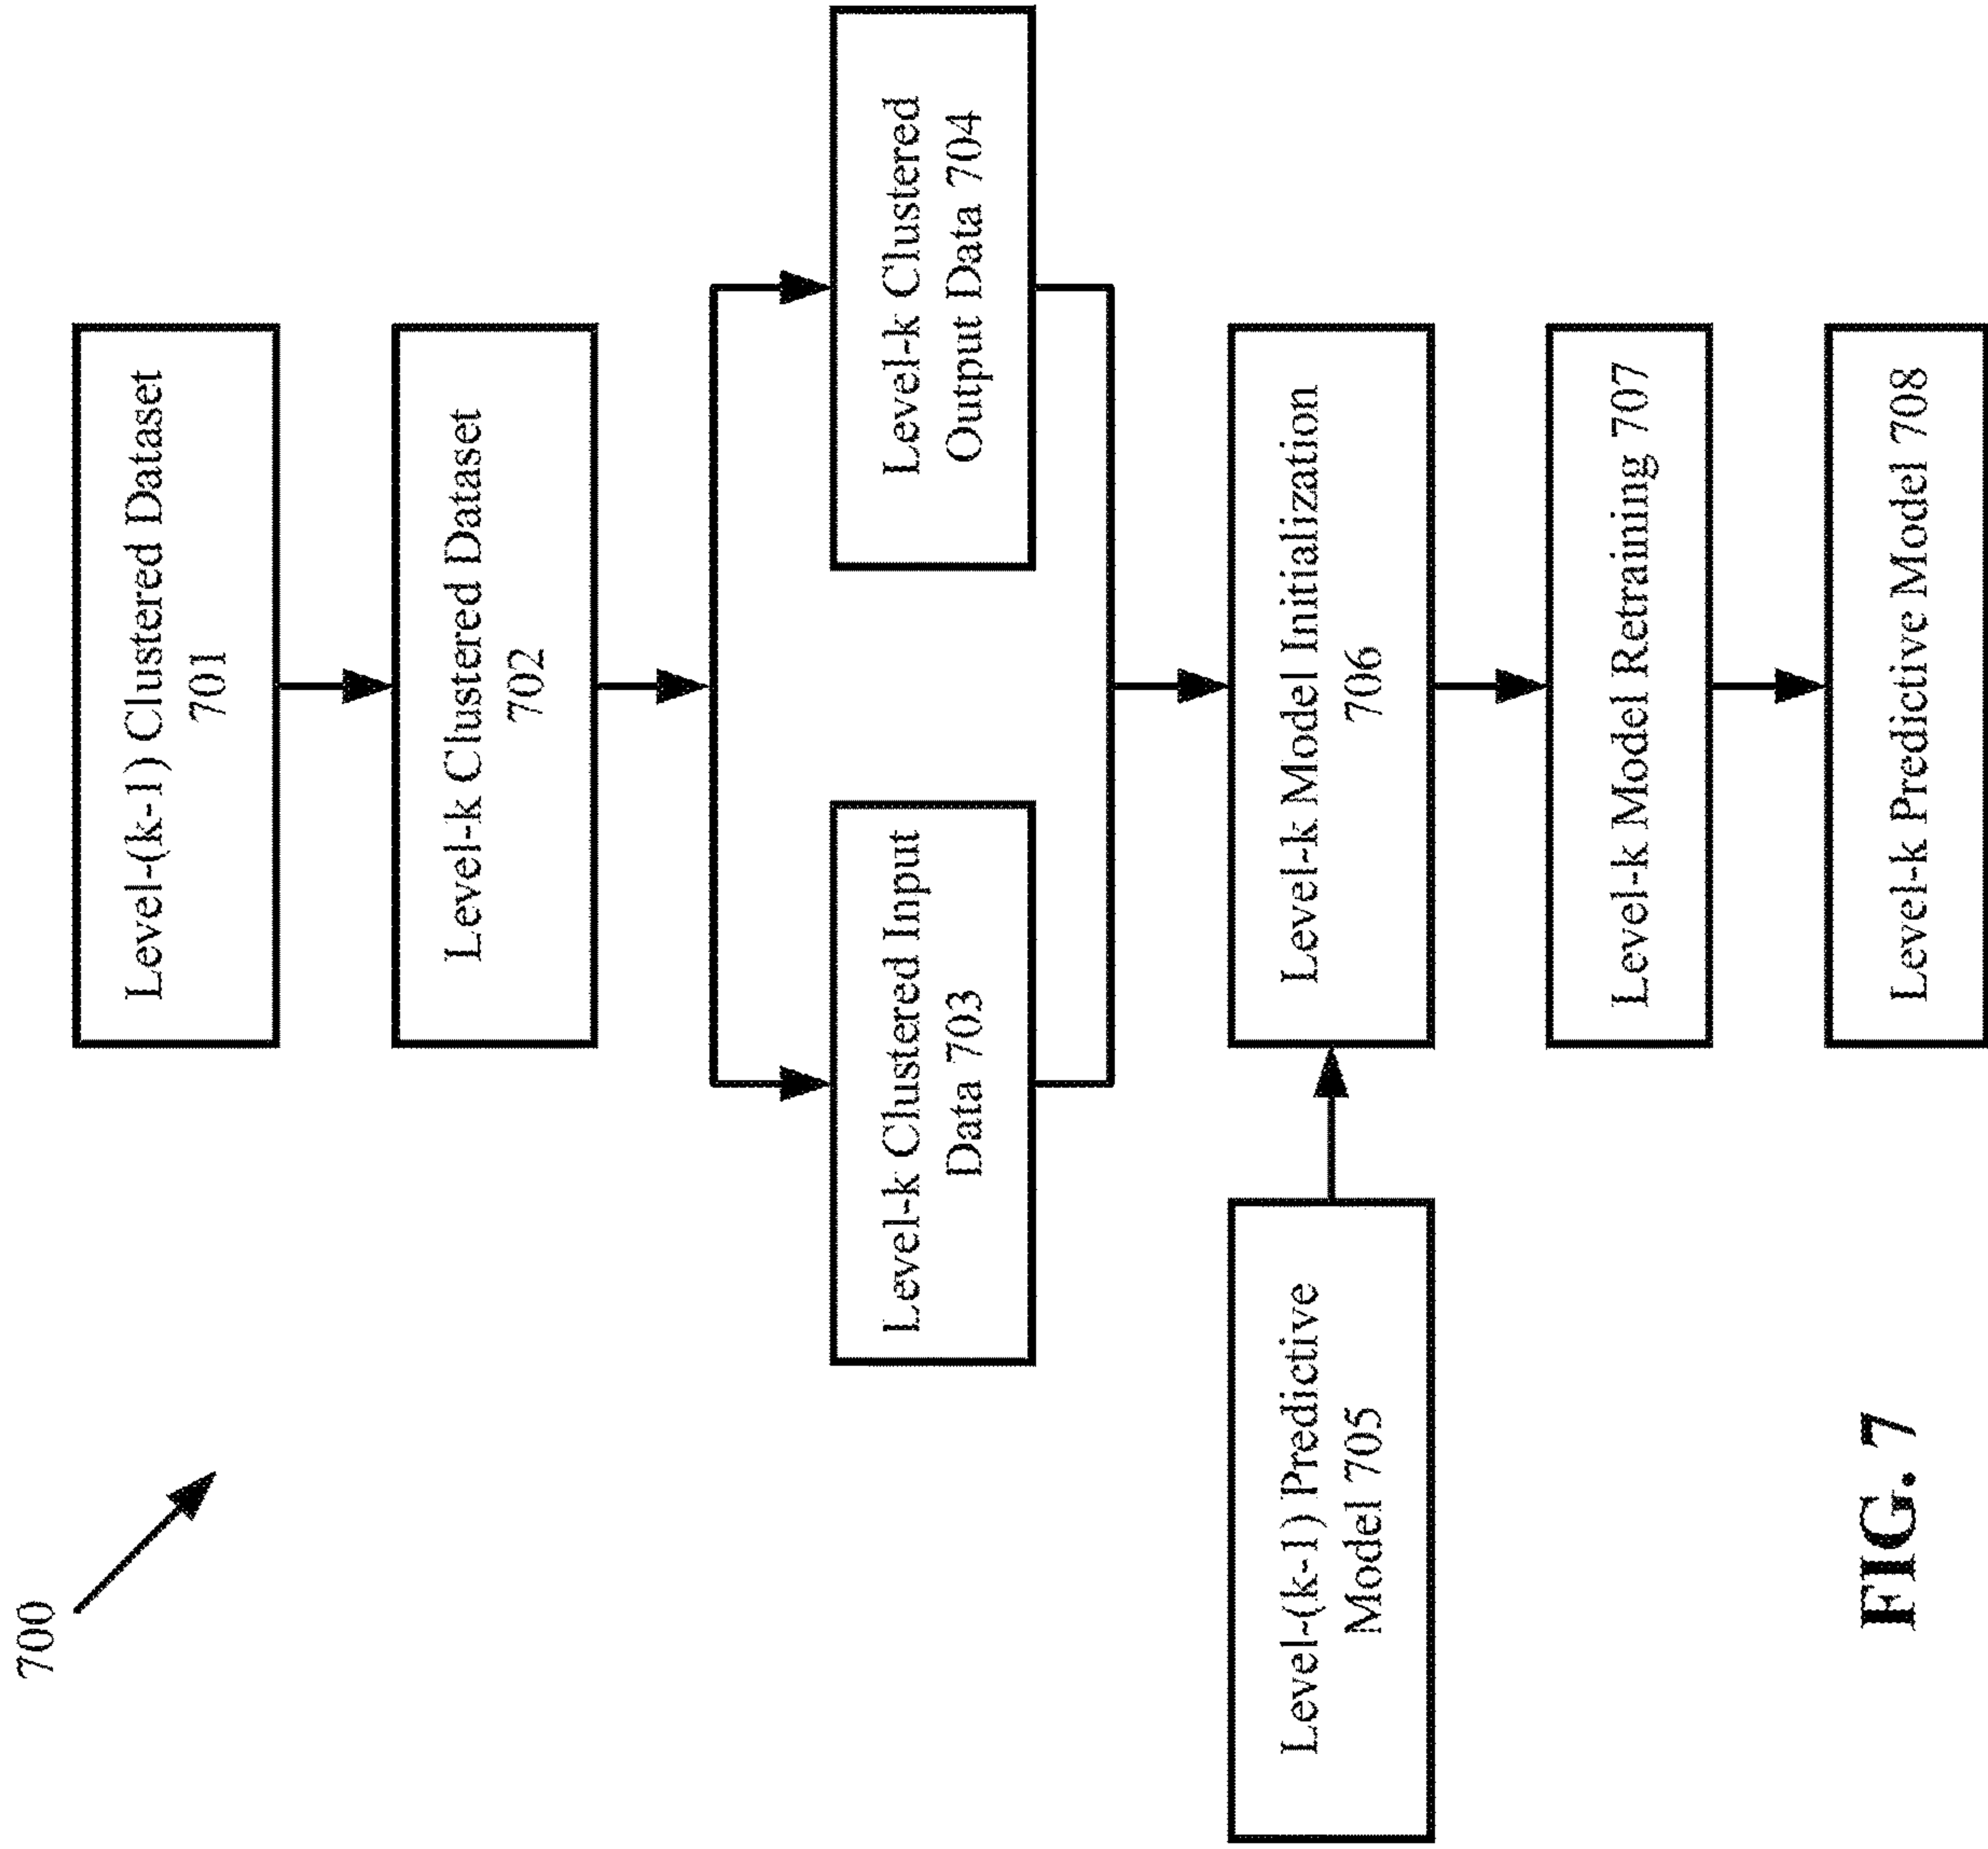 700
Level-(k-1) Clustered Dataset
701
Level-k Clustered Dataset
702
Level-k Clustered Input
Data 703
Level-k Clustered
Output Data 704
Level-(k-1) Predictive
Model 705
Level-k Model Initialization
706
Level-k Model Retraining 707
Level-k Predictive Model 708
FIG. 7